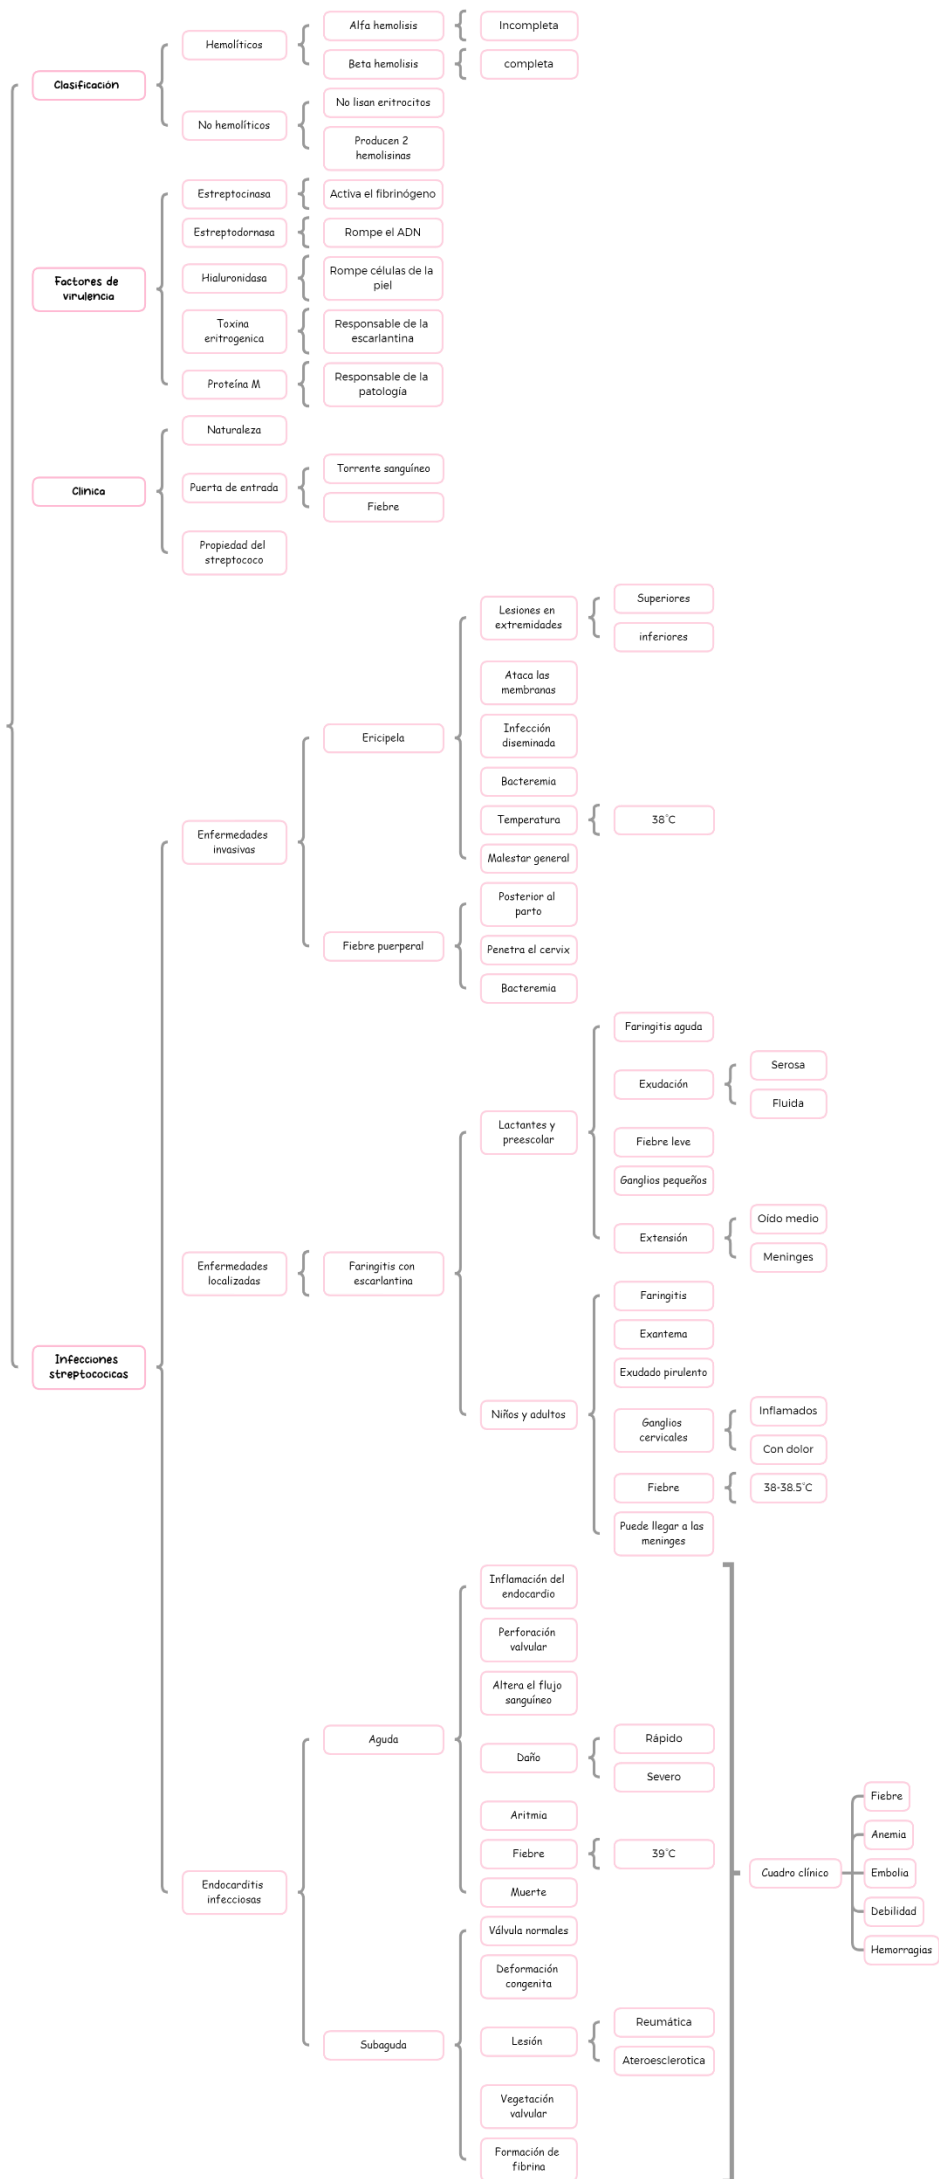 Clasificación
Hemolíticos
Alfa hemolisis
Incompleta
Beta hemolisis
completa
No hemolíticos
No lisan eritrocitos
Producen 2
hemolisinas
Factores de
virulencia
Estreptocinasa
Activa el fibrinógeno
Estreptodornasa
Rompe el ADN
Hialuronidasa
Rompe células de la
piel
Toxina
eritrogenica
Responsable de la
escarlantina
Proteína M
Responsable de la
patología
Clinica
Naturaleza
Puerta de entrada
Torrente sanguíneo
Fiebre
Propiedad del
streptococo
Infecciones
streptococicas
Enfermedades
invasivas
Ericipela
Lesiones en
extremidades
Superiores
inferiores
Ataca las
membranas
Infección
diseminada
Bacteremia
Temperatura
38°C
Malestar general
Fiebre puerperal
Posterior al
parto
Penetra el cervix
Bacteremia
Enfermedades
localizadas
Faringitis con
escarlantina
Lactantes y
preescolar
Faringitis aguda
Exudación
Serosa
Fluida
Fiebre leve
Ganglios pequeños
Extensión
Oído medio
Meninges
Niños y adultos
Faringitis
Exantema
Exudado pirulento
Ganglios
cervicales
Inflamados
Con dolor
Fiebre
38-38.5°C
Puede llegar a las
meninges
Endocarditis
infecciosas
Aguda
Inflamación del
endocardio
Perforación
valvular
Altera el flujo
sanguíneo
Daño
Rápido
Severo
Aritmia
Fiebre
39°C
Muerte
Subaguda
Válvula normales
Deformación
congenita
Lesión
Reumática
Ateroesclerotica
Vegetación
valvular
Formación de
fibrina
Cuadro clínico
Fiebre
Anemia
Embolia
Debilidad
Hemorragias